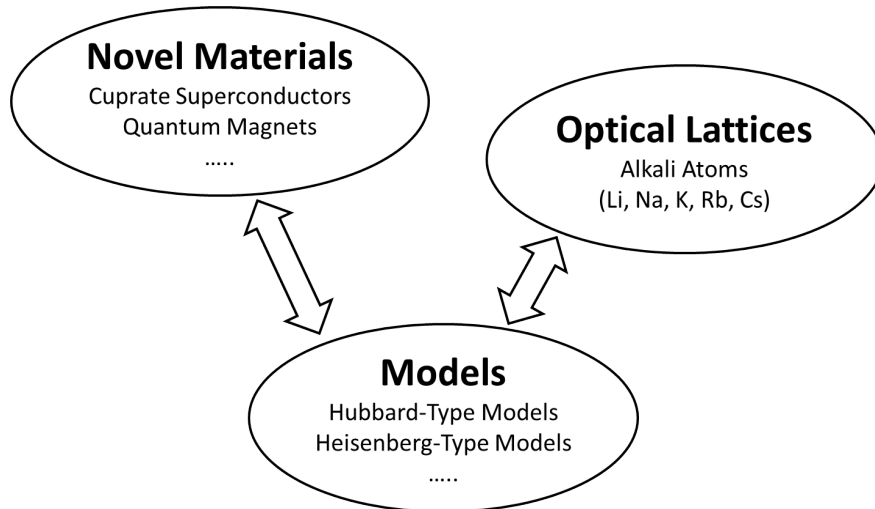 Novel Materials
Cuprate Superconductors
Quantum Magnets
.....
Optical Lattices
Alkali Atoms
(Li, Na, K, Rb, Cs)
Models
Hubbard-Type Models
Heisenberg-Type Models
.....